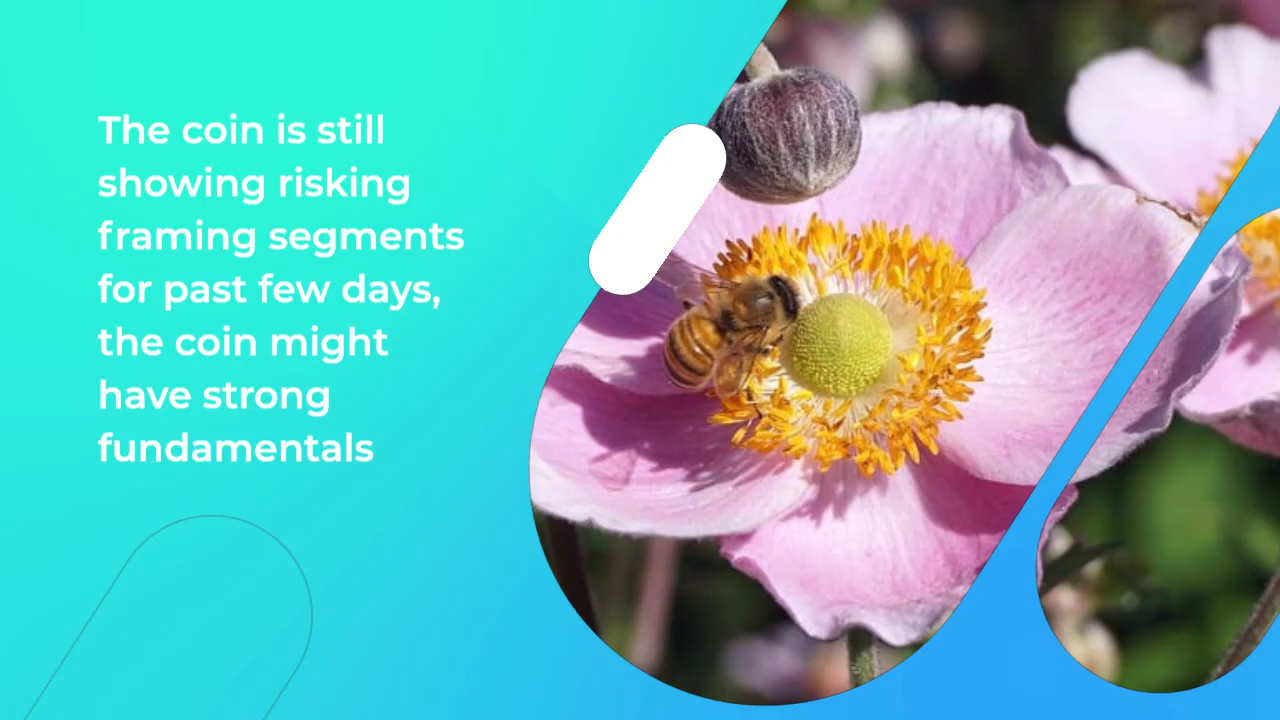 The coin is still
showing risking
framing segments
for past few days,
the coin might
have strong
fundamentals